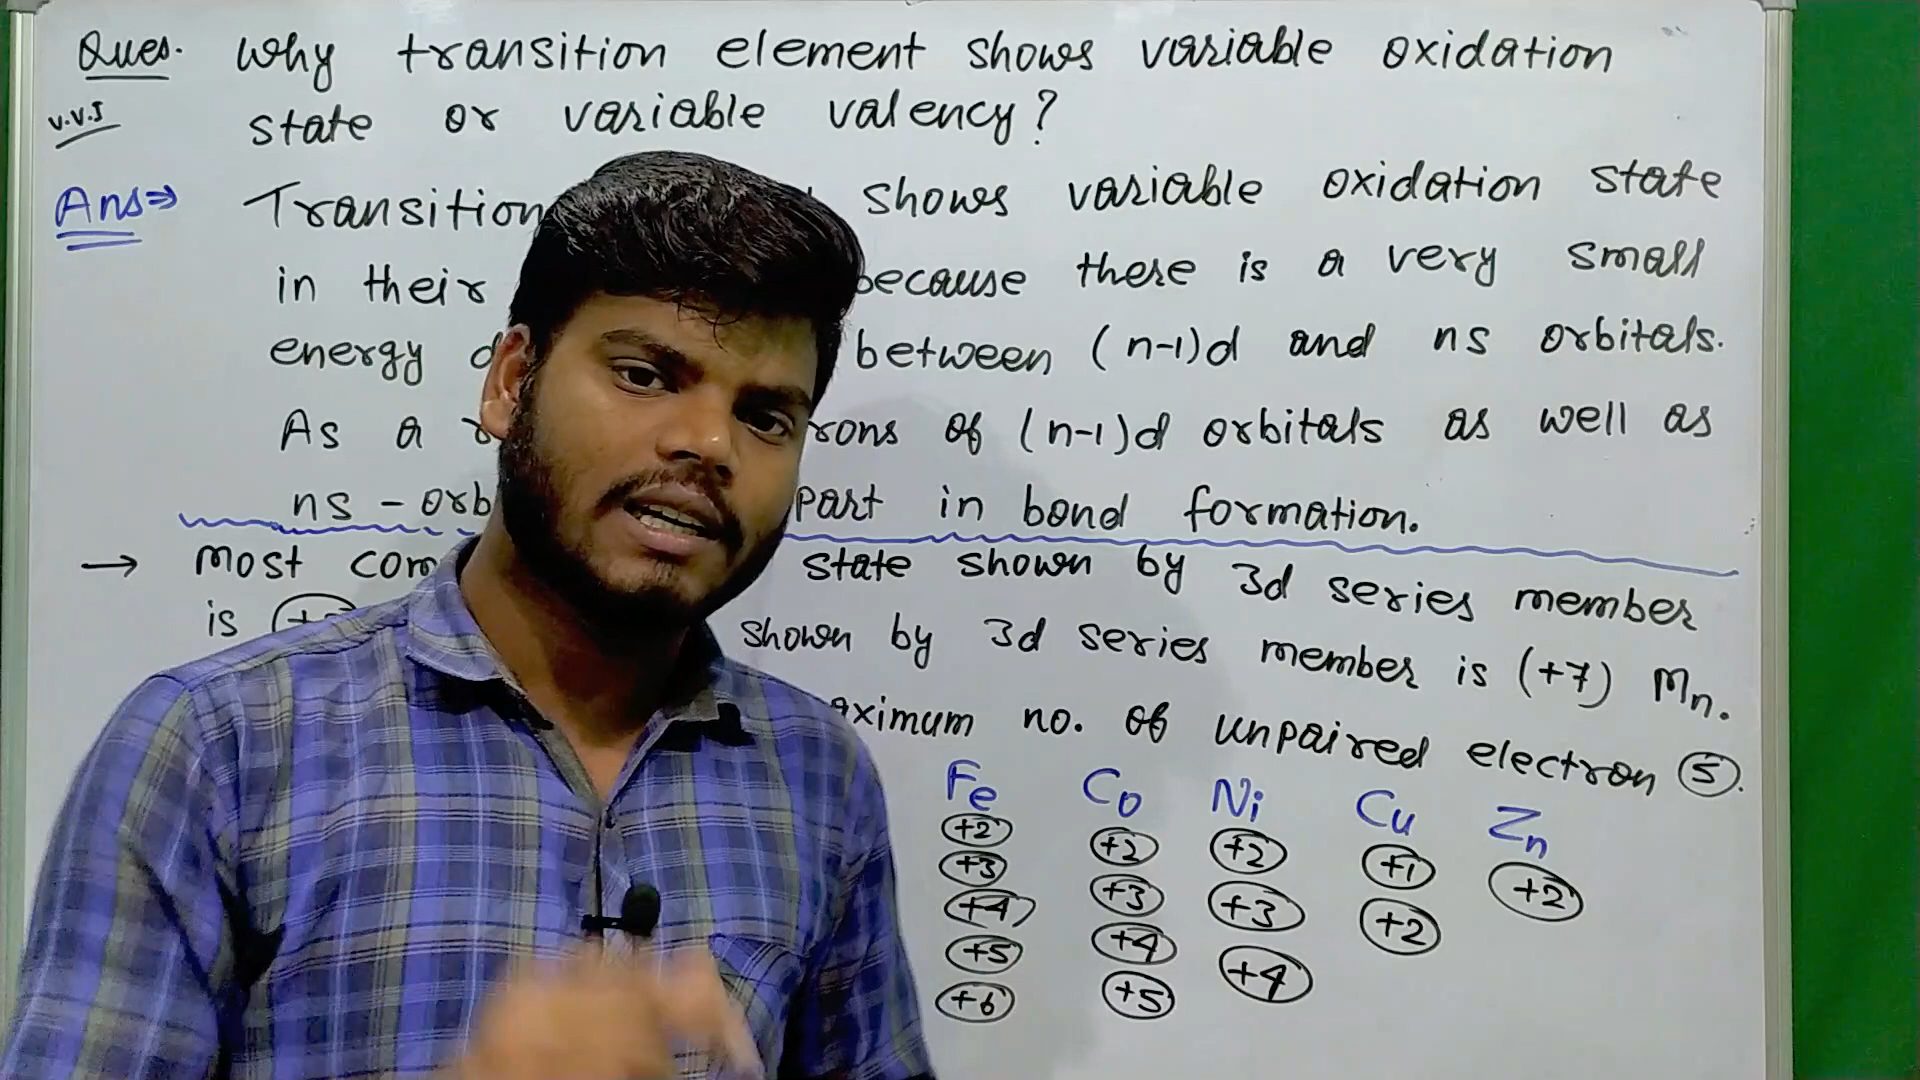 Ques. Why transition element shows variable oxidation
v.v.I state or variable valency?
Ans⇒ Transition shows variable oxidation state
in their because there is a very small
energy between (n-1)d and ns orbitals.
As a of (n-1)d orbitals as well as
ns - part in bond formation.
→ Most state shown by 3d series member
is shown by 3d series member is (+7) Mn.
maximum no. of unpaired electron 5.
Fe Co Ni Cu Zn
+2 +2 +2 +1 +2
+3 +3 +3 +2
+4 +4 +4
+5 +5
+6